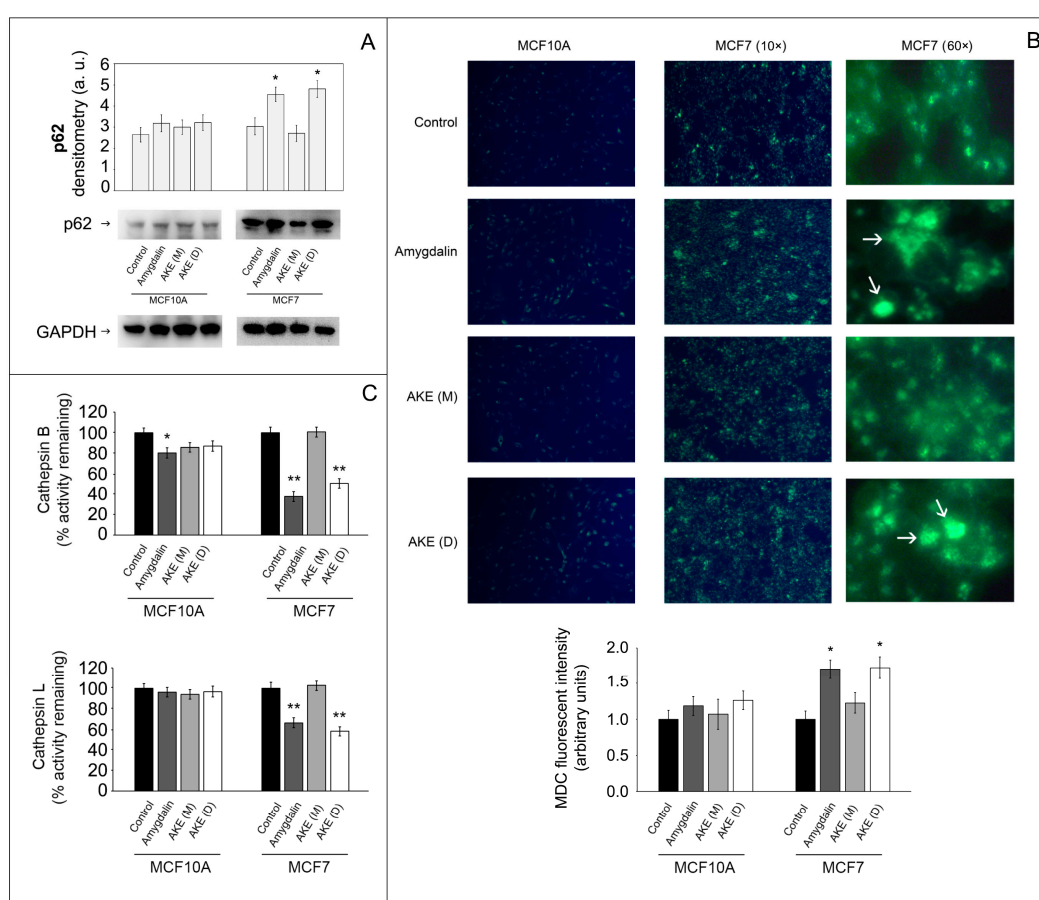 A
p62
densitometry (a. u.)
6
5
4
3
2
1
0
*
*
p62 →
Control
Amygdalin
AKE (M)
AKE (D)
Control
Amygdalin
AKE (M)
AKE (D)
MCF10A
MCF7
GAPDH →
B
MCF10A
MCF7 (10×)
MCF7 (60×)
Control
Amygdalin
AKE (M)
AKE (D)
MDC fluorescent intensity
(arbitrary units)
2.0
1.5
1.0
0.5
0.0
*
*
Control
Amygdalin
AKE (M)
AKE (D)
Control
Amygdalin
AKE (M)
AKE (D)
MCF10A
MCF7
C
Cathepsin B
(% activity remaining)
120
100
80
60
40
20
0
*
**
**
Control
Amygdalin
AKE (M)
AKE (D)
Control
Amygdalin
AKE (M)
AKE (D)
MCF10A
MCF7
Cathepsin L
(% activity remaining)
120
100
80
60
40
20
0
**
**
Control
Amygdalin
AKE (M)
AKE (D)
Control
Amygdalin
AKE (M)
AKE (D)
MCF10A
MCF7